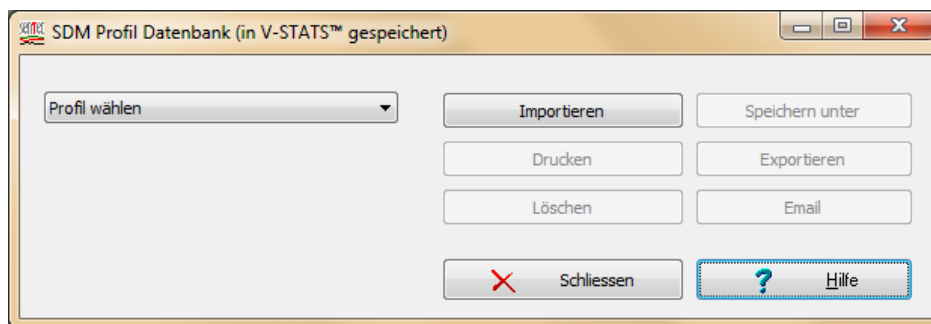 SDM Profil Datenbank (in V-STATS™ gespeichert)
Profil wählen
Importieren
Speichern unter
Drucken
Exportieren
Löschen
Email
Schliessen
Hilfe